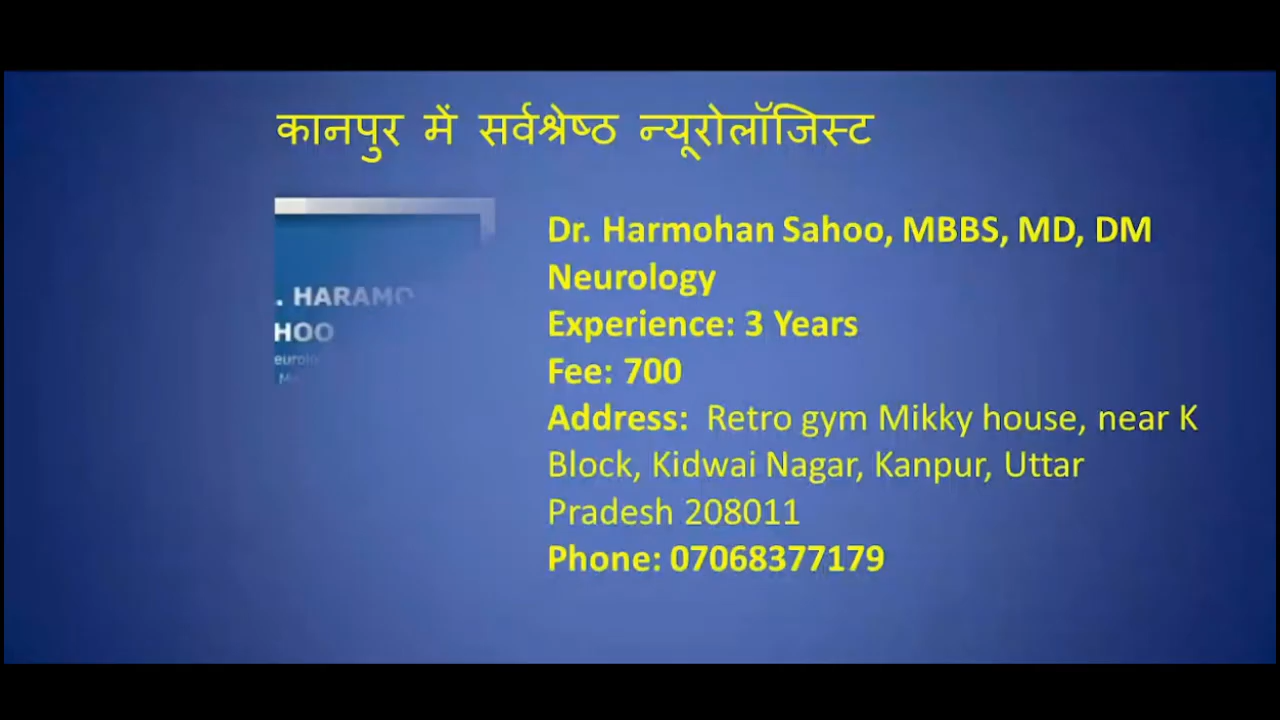 कानपुर में सर्वश्रेष्ठ न्यूरोलॉजिस्ट
Dr. Harmohan Sahoo, MBBS, MD, DM
Neurology
Experience: 3 Years
Fee: 700
Address: Retro gym Mikky house, near K
Block, Kidwai Nagar, Kanpur, Uttar
Pradesh 208011
Phone: 07068377179
. HARAMO
HOO